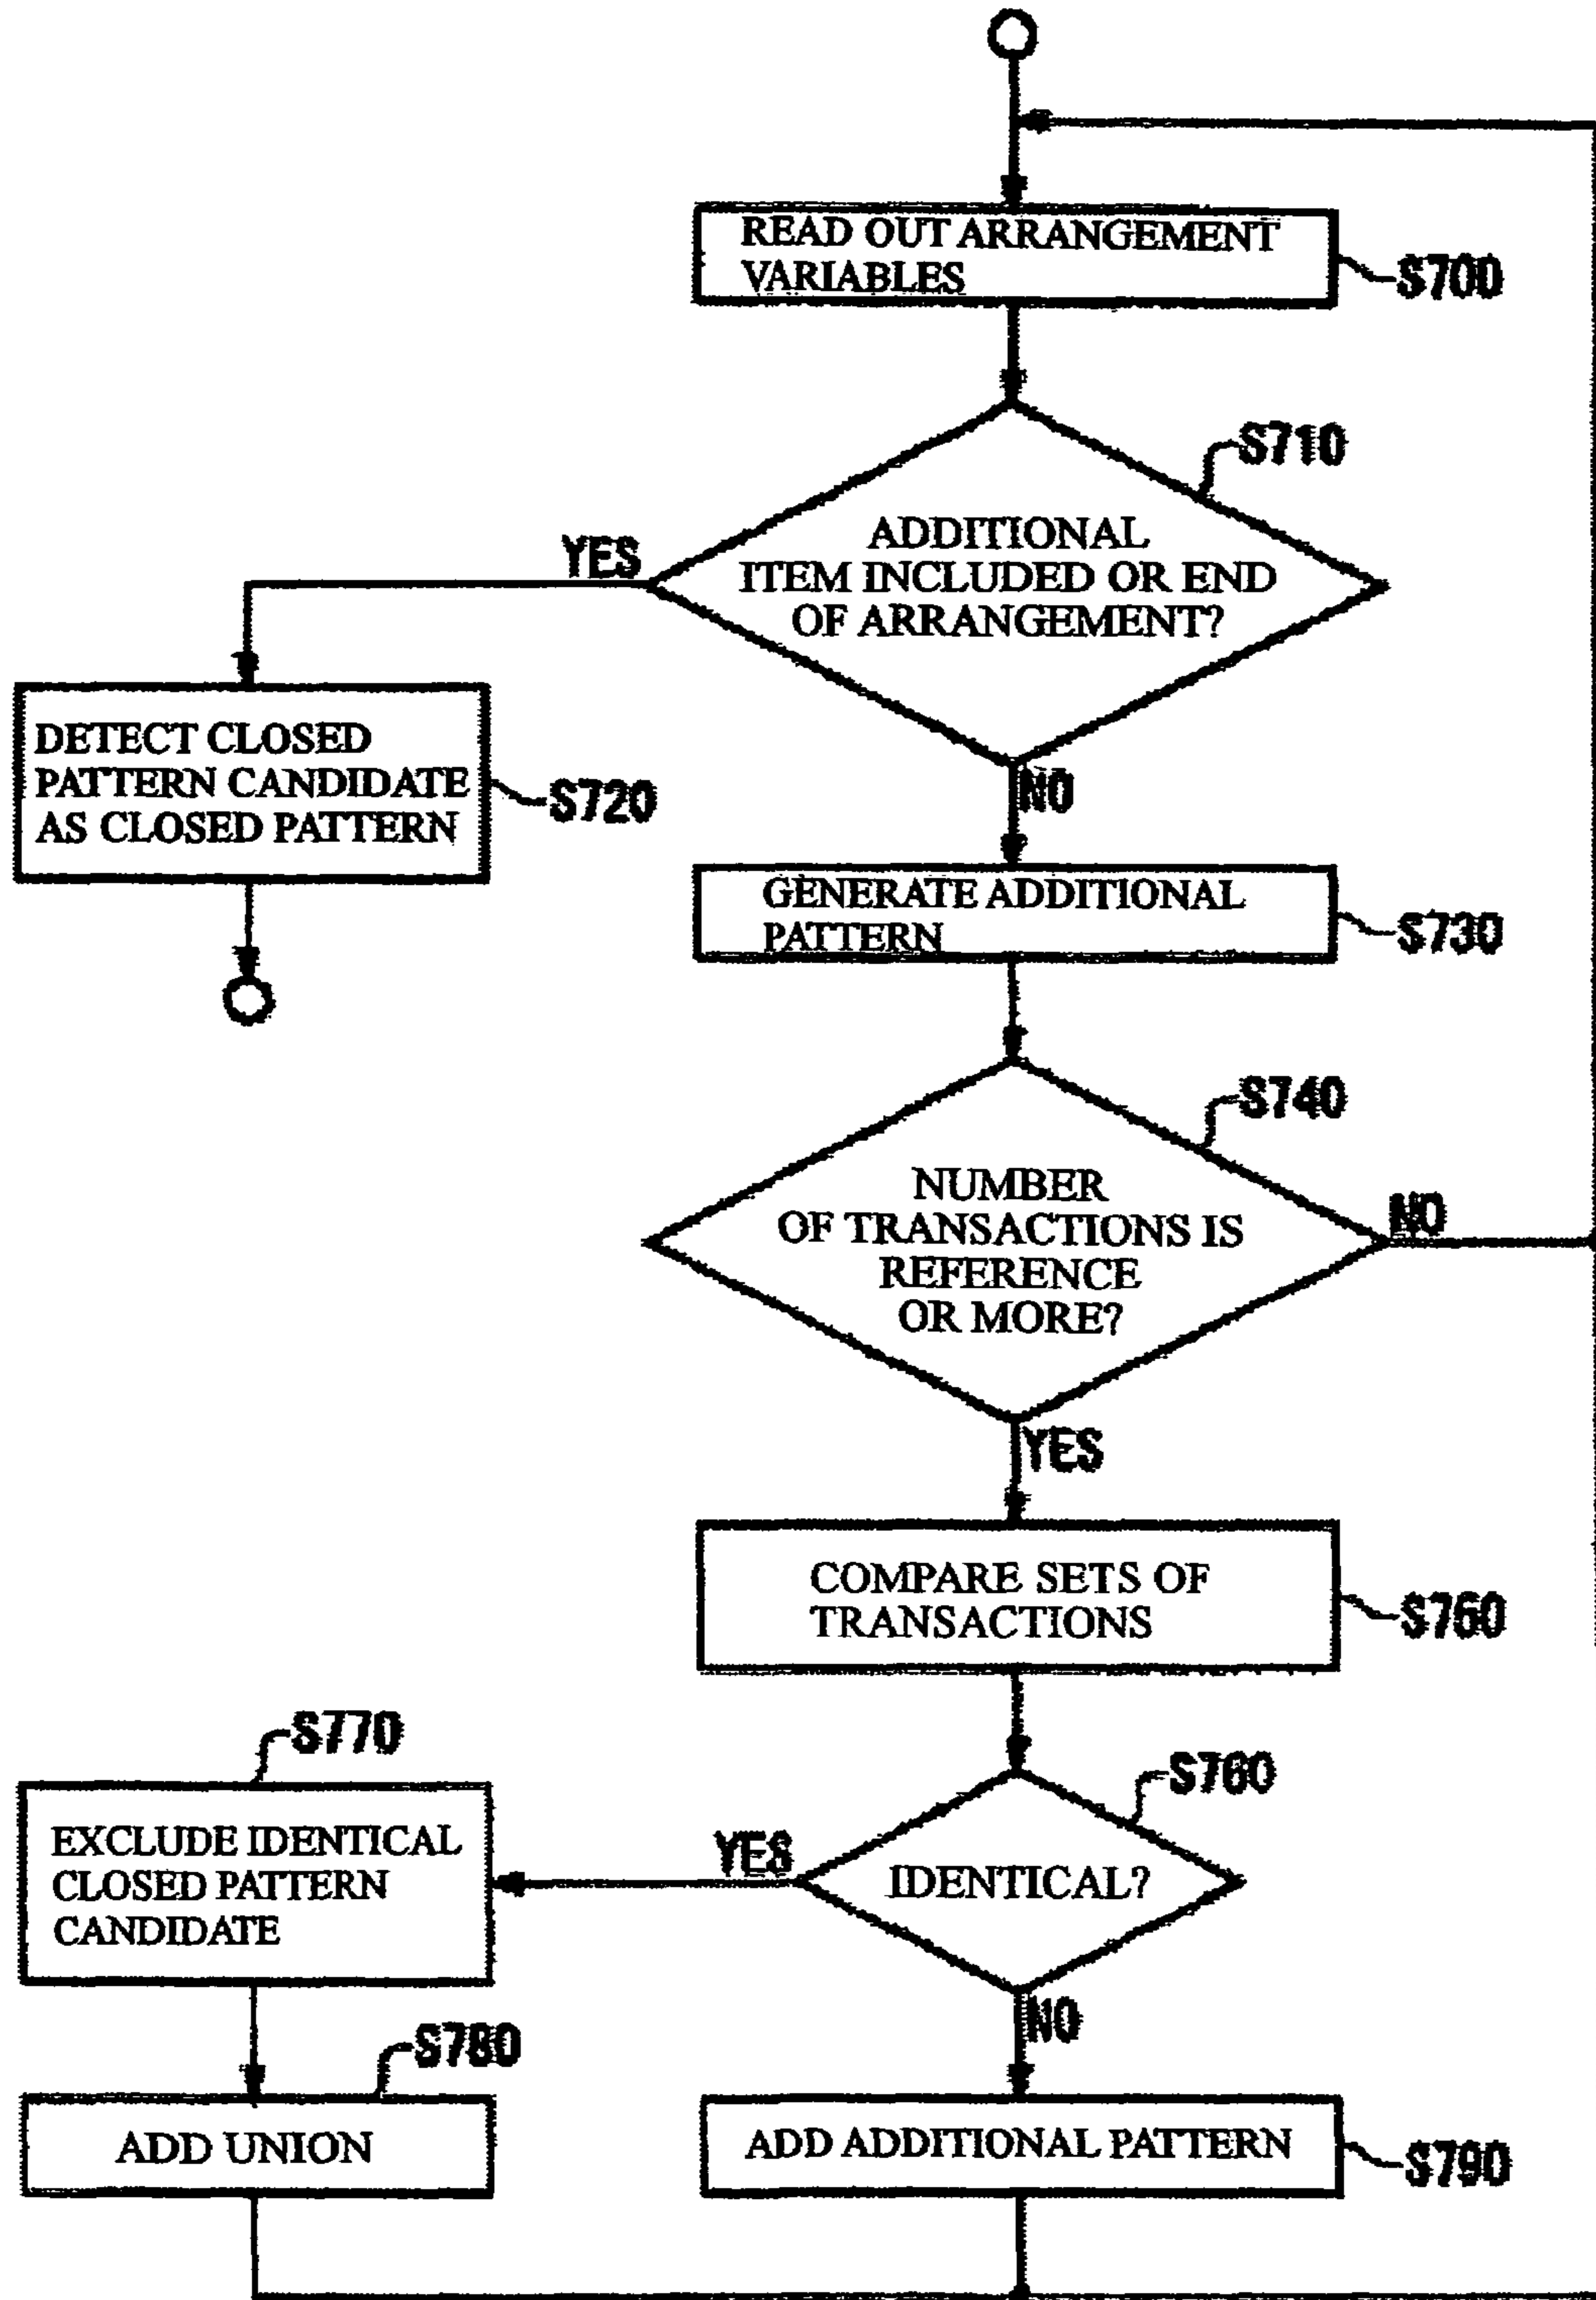 READ OUT ARRANGEMENT
VARIABLES
S700
S710
ADDITIONAL
ITEM INCLUDED OR END
OF ARRANGEMENT?
YES
DETECT CLOSED
PATTERN CANDIDATE
AS CLOSED PATTERN
S720
NO
GENERATE ADDITIONAL
PATTERN
S730
S740
NUMBER
OF TRANSACTIONS IS
REFERENCE
OR MORE?
NO
YES
COMPARE SETS OF
TRANSACTIONS
S750
S760
IDENTICAL?
YES
S770
EXCLUDE IDENTICAL
CLOSED PATTERN
CANDIDATE
NO
S780
ADD UNION
ADD ADDITIONAL PATTERN
S790